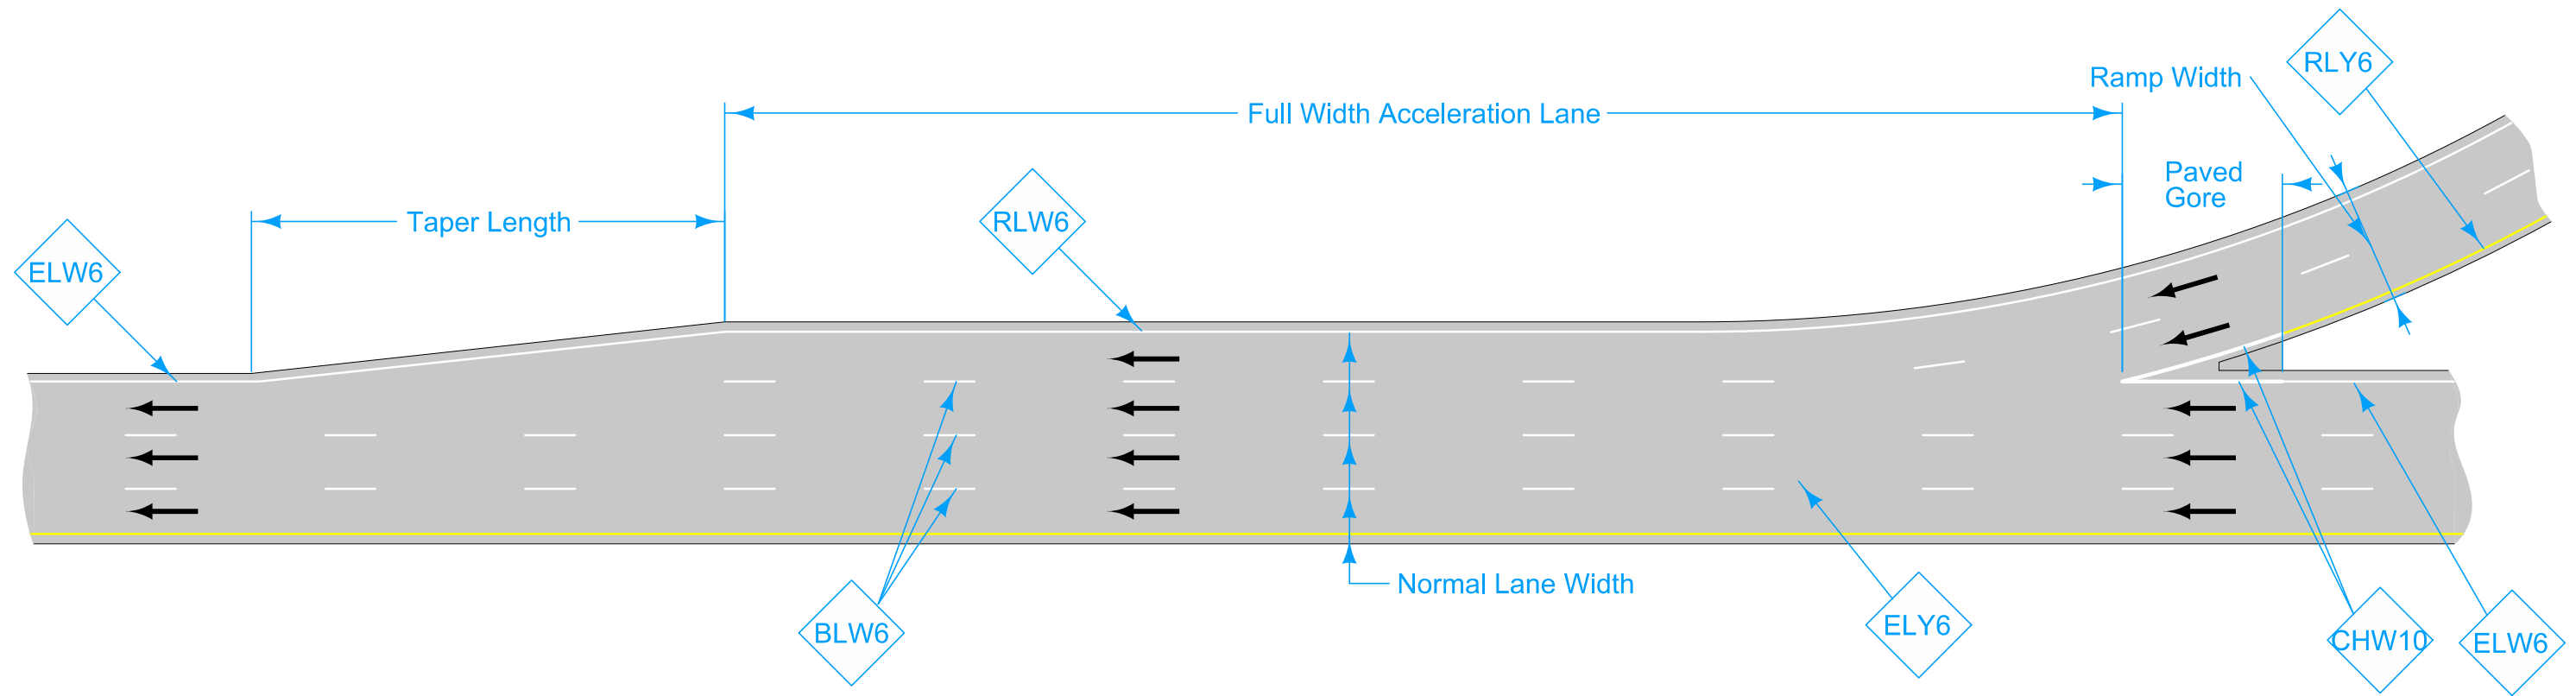 RLY6
Ramp Width
Full Width Acceleration Lane
Paved
Gore
Taper Length
RLW6
ELW6
Normal Lane Width
BLW6
ELY6
CHW10
ELW6